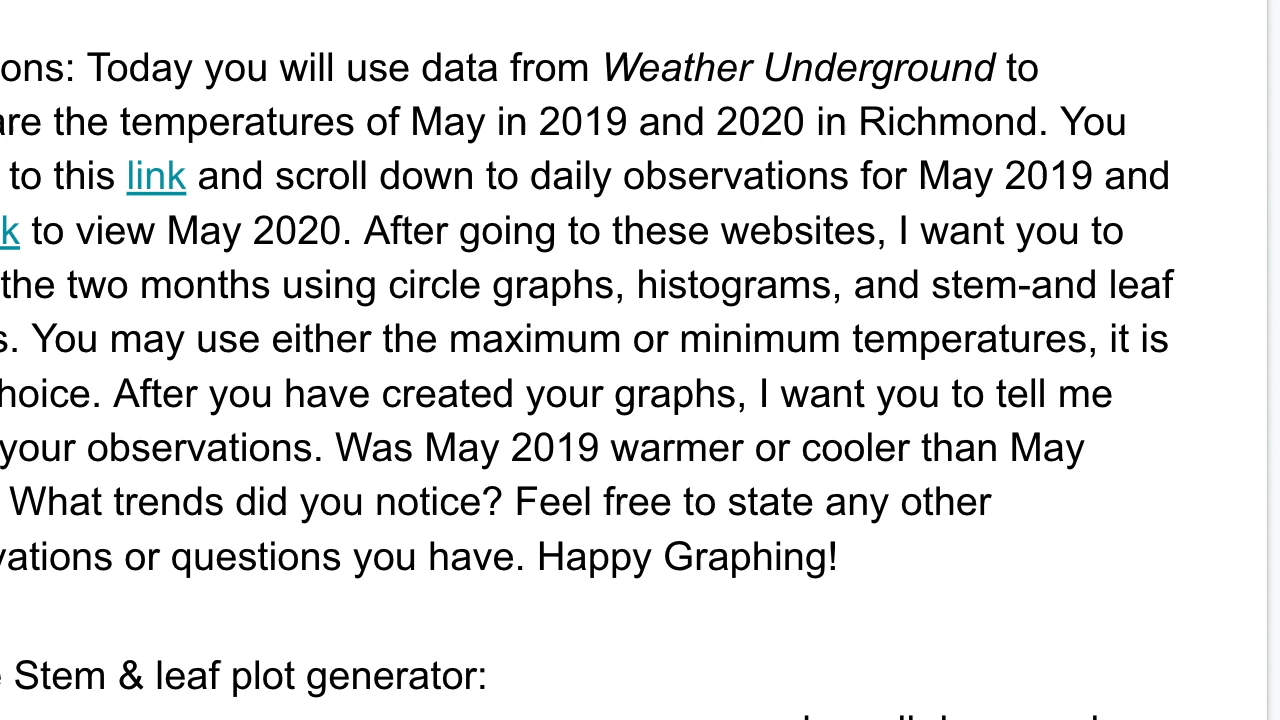 ons: Today you will use data from Weather Underground to
are the temperatures of May in 2019 and 2020 in Richmond. You
to this link and scroll down to daily observations for May 2019 and
k to view May 2020. After going to these websites, I want you to
the two months using circle graphs, histograms, and stem-and leaf
s. You may use either the maximum or minimum temperatures, it is
hoice. After you have created your graphs, I want you to tell me
your observations. Was May 2019 warmer or cooler than May
What trends did you notice? Feel free to state any other
vations or questions you have. Happy Graphing!
e Stem & leaf plot generator: